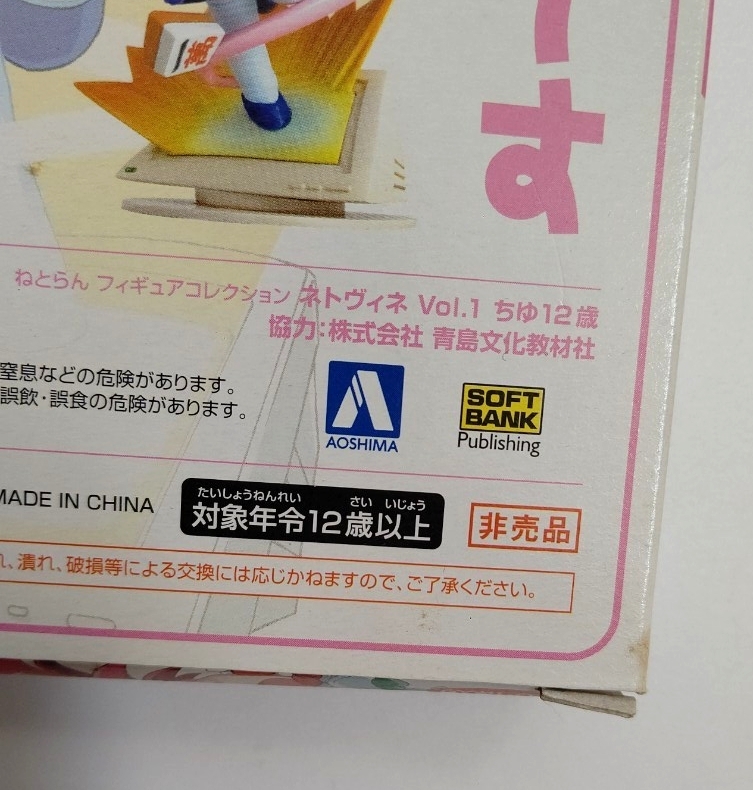 一萬
す
ねとらん フィギュアコレクション ネトヴィネ Vol.1 ちゆ12歳
協力:株式会社 青島文化教材社
窒息などの危険があります。
誤飲・誤食の危険があります。
AOSHIMA
SOFT
BANK
Publishing
MADE IN CHINA
たいしょうねんれい さい いじょう
対象年令12歳以上
非売品
れ、潰れ、破損等による交換には応じかねますので、ご了承ください。